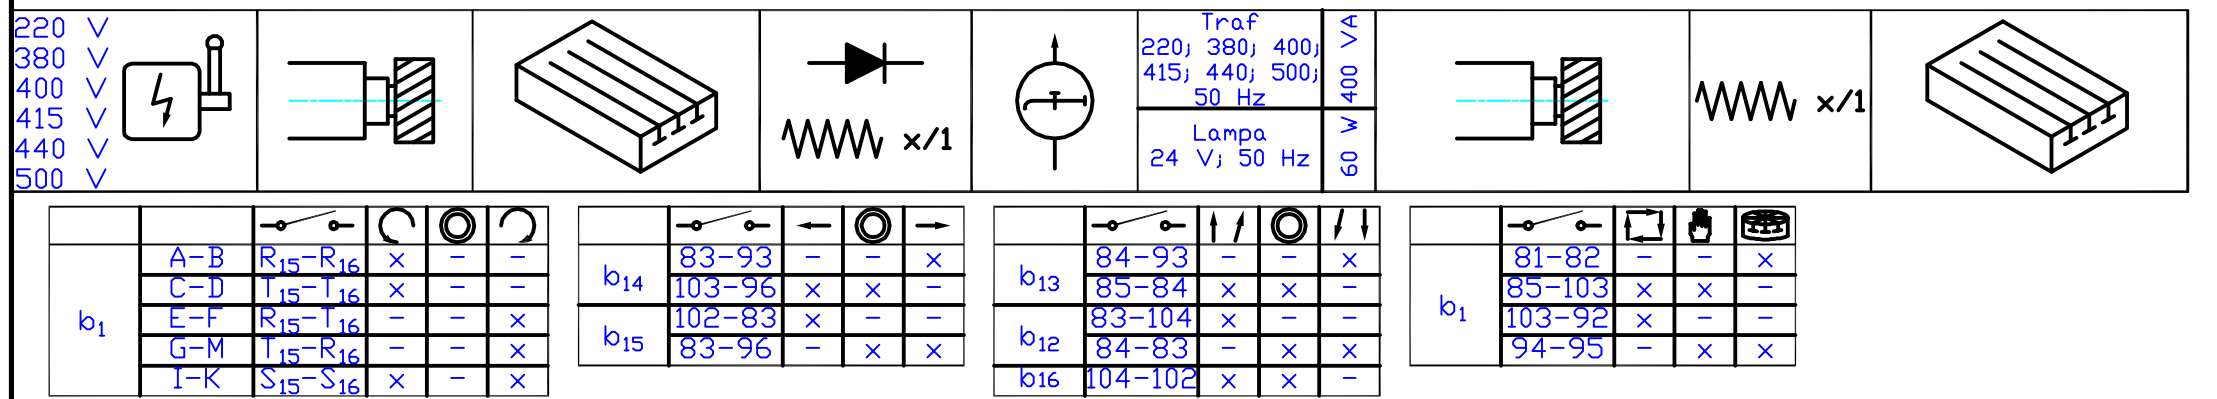 220 V
380 V
400 V
415 V
440 V
500 V
x/1
Traf
220; 380; 400;
415; 440; 500;
50 Hz
400 VA
Lampa
24 V; 50 Hz
60 W
x/1
b1
A-B R15-R16 × - -
C-D T15-T16 × - -
E-F R15-T16 - - ×
G-M T15-R16 - - ×
I-K S15-S16 × - ×
b14
83-93 - - ×
103-96 × × -
b15
102-83 × - -
83-96 - × ×
b13
84-93 - - ×
85-84 × × -
b12
83-104 × - -
84-83 - × ×
b16 104-102 × × -
b1
81-82 - - ×
85-103 × × -
103-92 × - -
94-95 - × ×